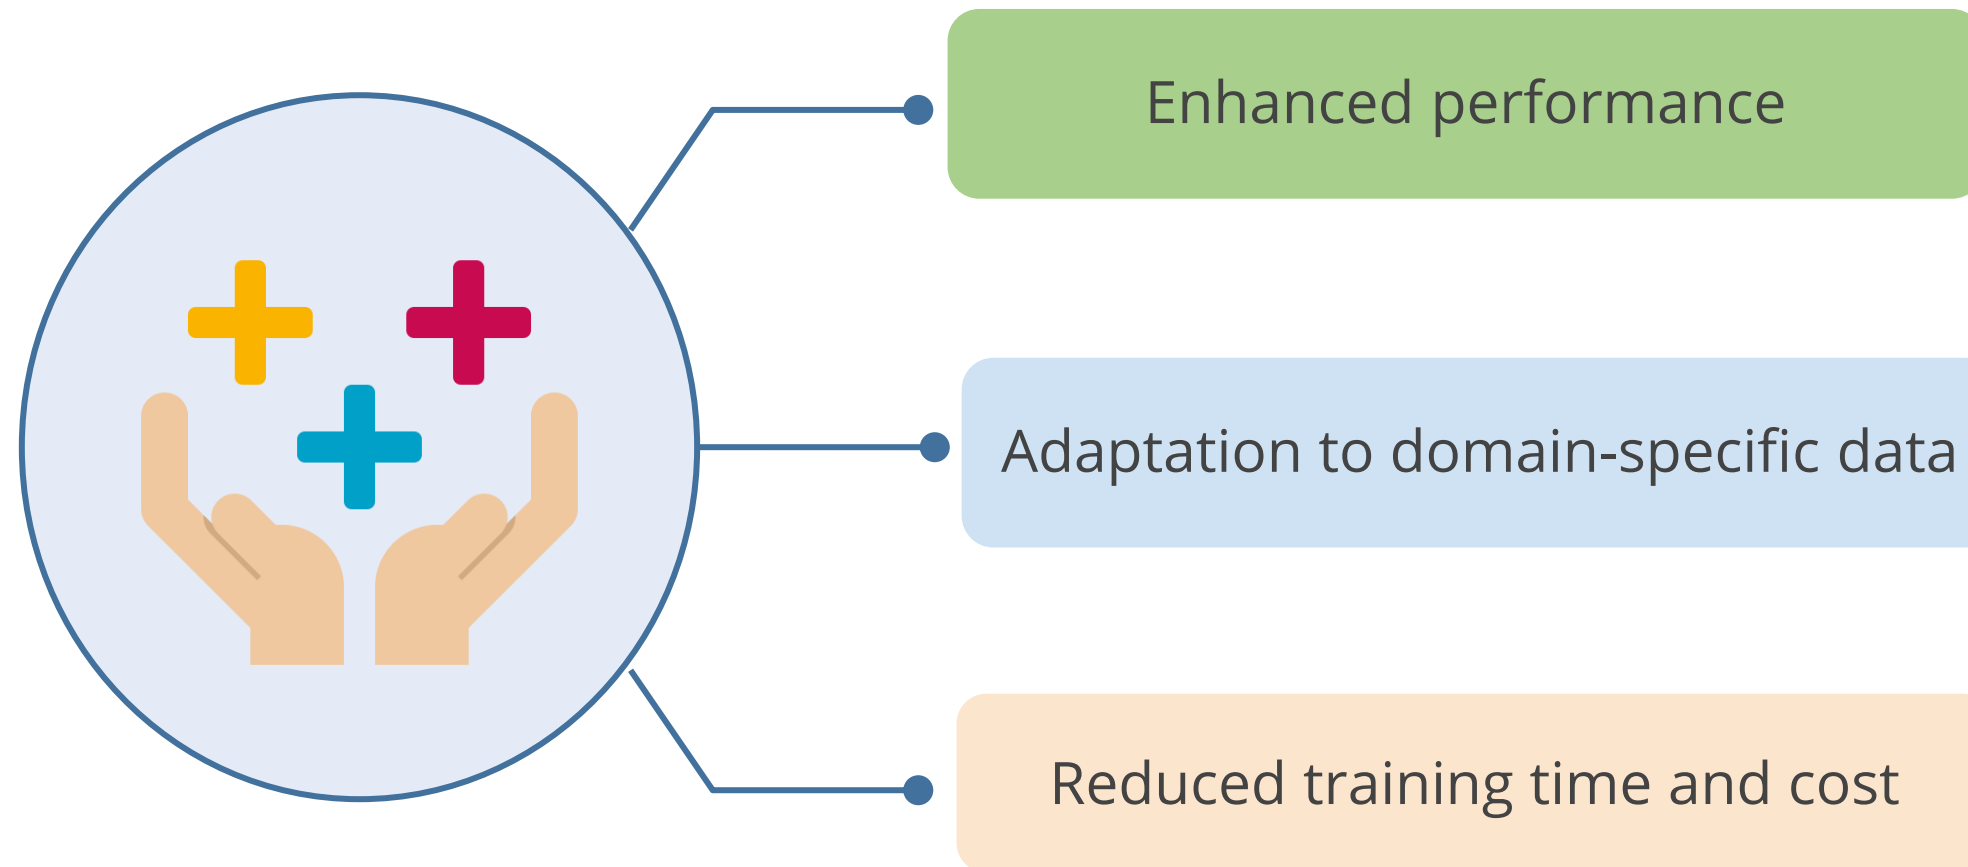 Enhanced performance
Adaptation to domain-specific data
Reduced training time and cost